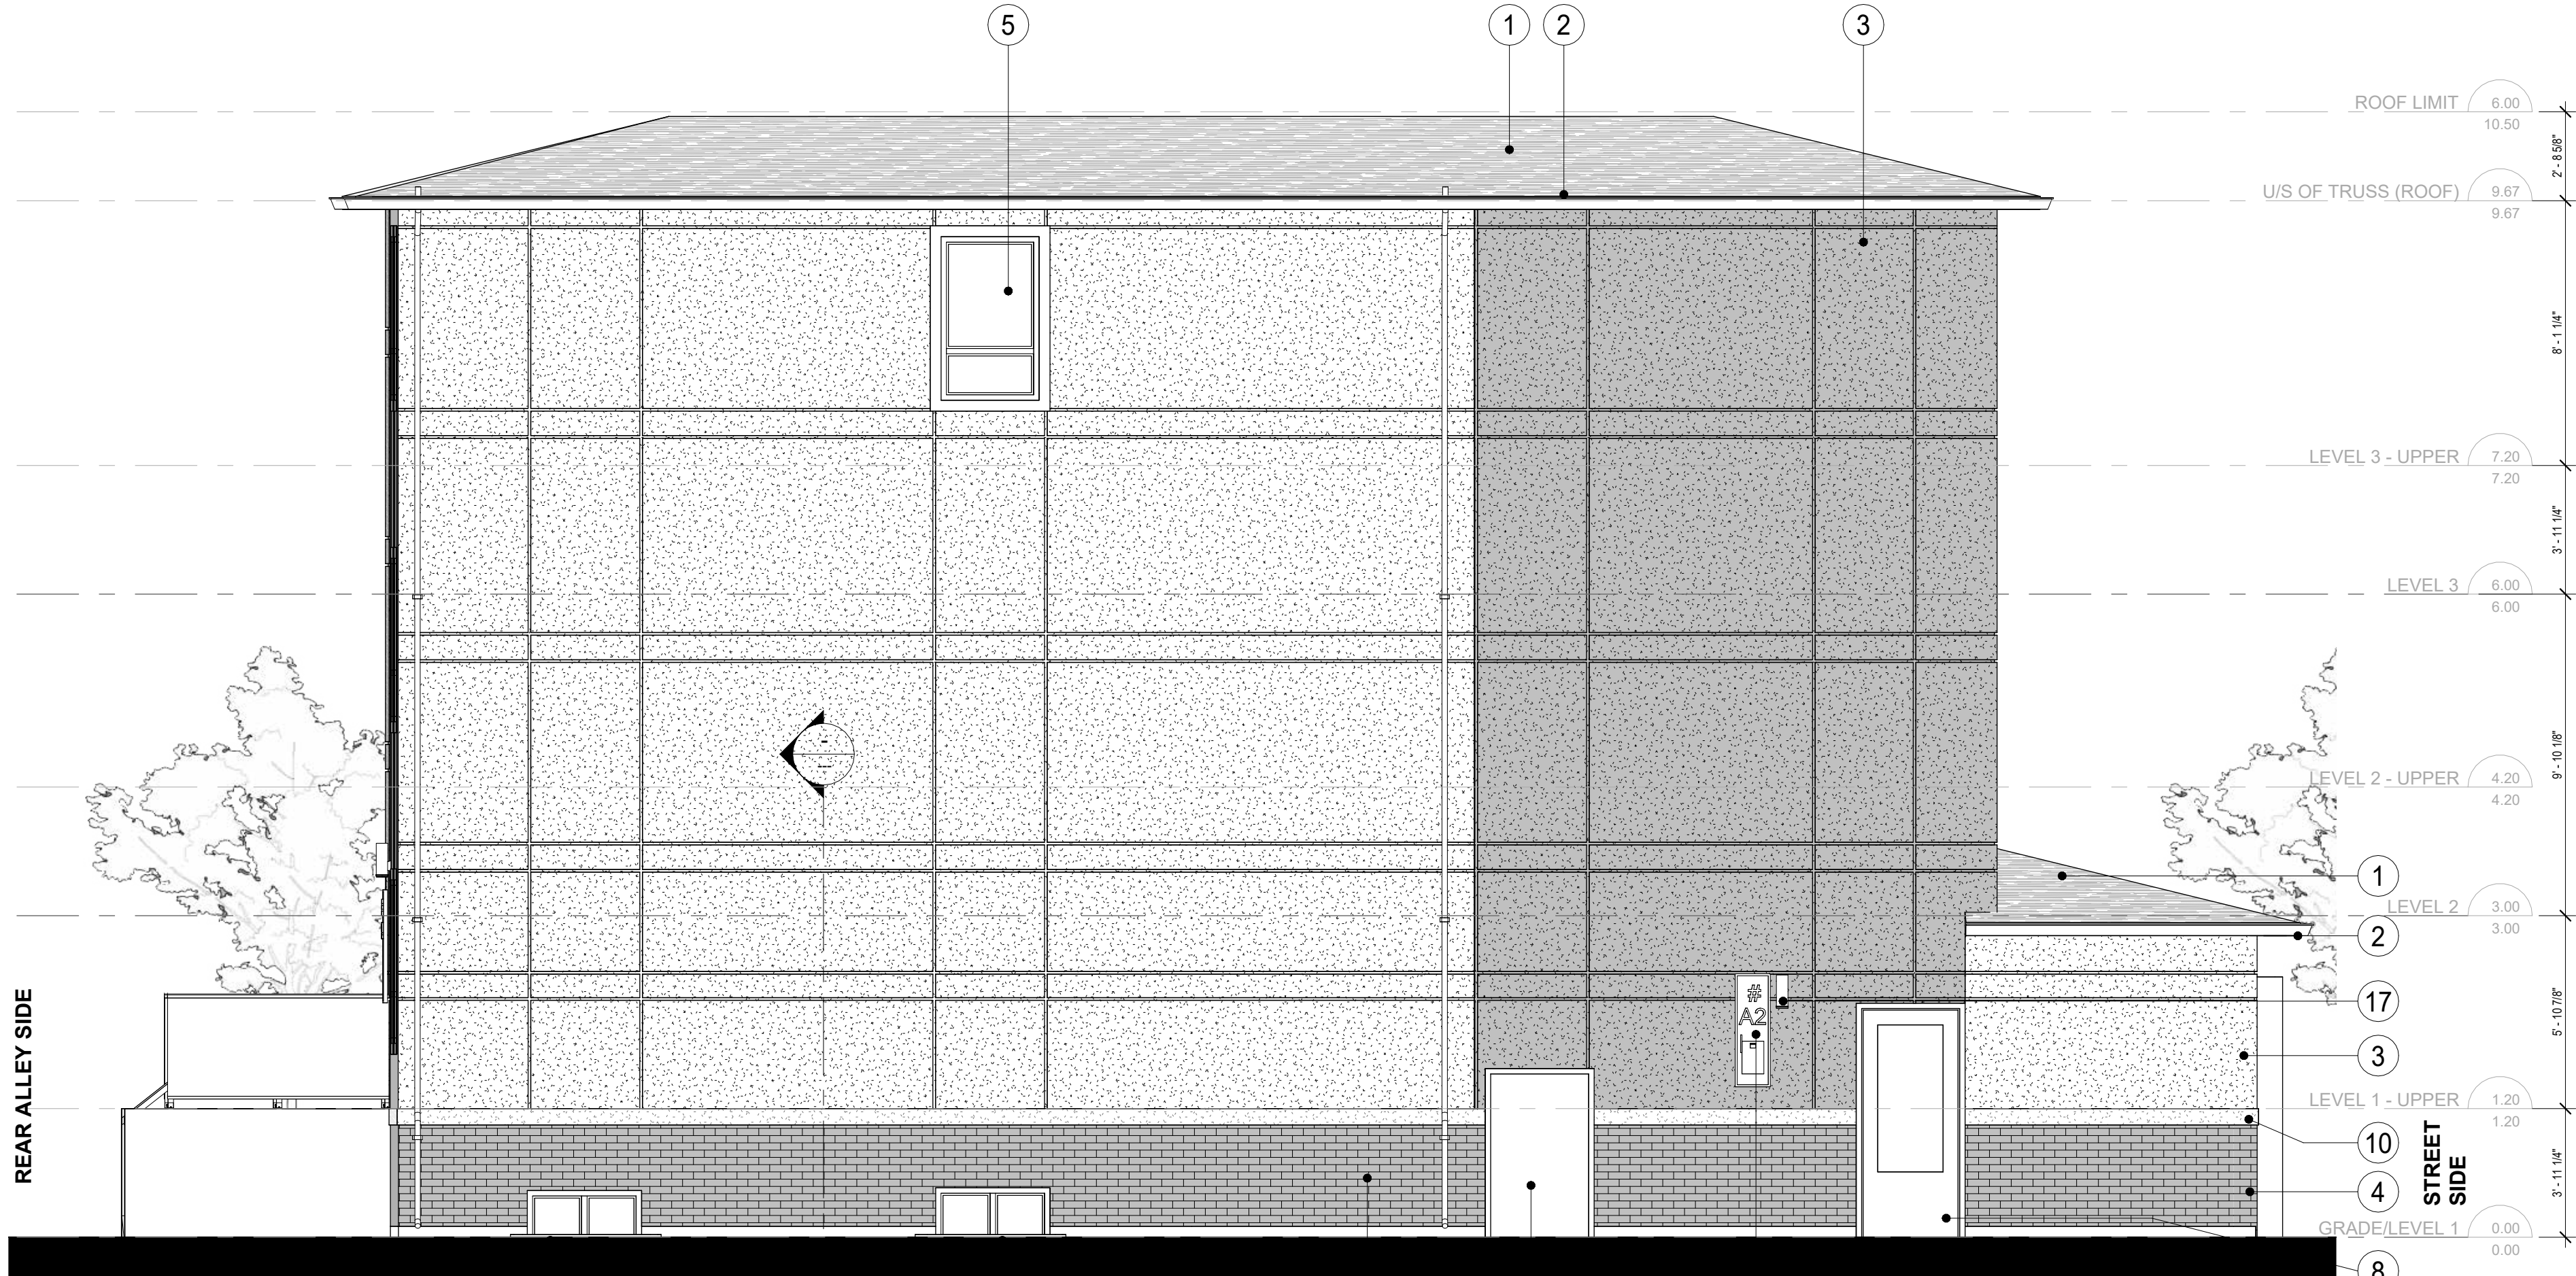 5
1
2
3
ROOF LIMIT 6.00
10.50
2' - 8 5/8"
U/S OF TRUSS (ROOF) 9.67
9.67
8' - 1 1/4"
LEVEL 3 - UPPER 7.20
7.20
3' - 11 1/4"
LEVEL 3 6.00
6.00
9' - 10 1/8"
LEVEL 2 - UPPER 4.20
4.20
1
LEVEL 2 3.00
3.00
2
#
A2
17
5' - 10 7/8"
3
LEVEL 1 - UPPER 1.20
1.20
10
4
3' - 11 1/4"
REAR ALLEY SIDE
STREET
SIDE
GRADE/LEVEL 1 0.00
0.00
8